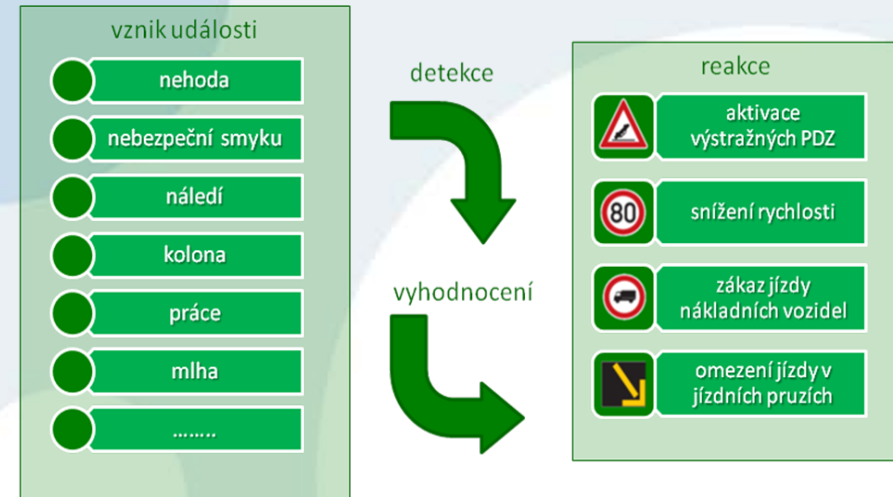 vznik události
nehoda
nebezpeční smyku
náledí
kolona
práce
mlha
........
detekce
vyhodnocení
reakce
aktivace
výstražných PDZ
80
snížení rychlosti
zákaz jízdy
nákladních vozidel
omezení jízdy v
jízdních pruzích